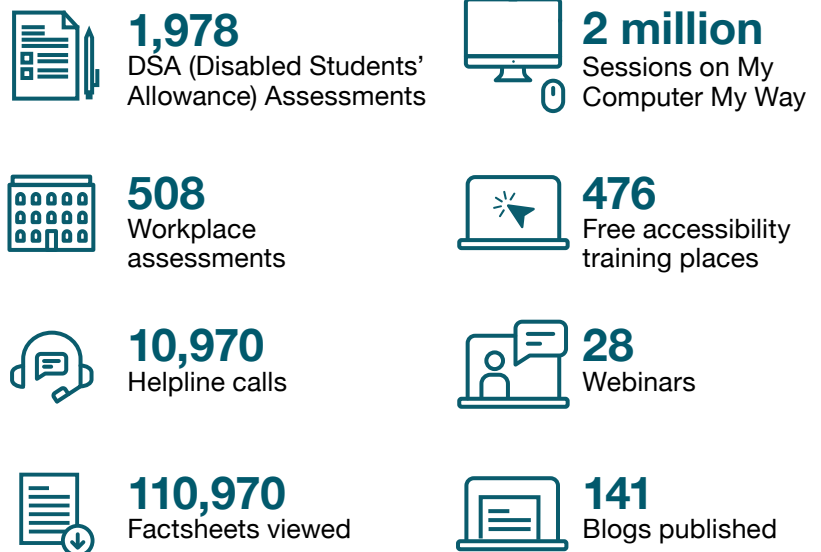 1,978
DSA (Disabled Students’
Allowance) Assessments
2 million
Sessions on My
Computer My Way
508
Workplace
assessments
476
Free accessibility
training places
10,970
Helpline calls
28
Webinars
110,970
Factsheets viewed
141
Blogs published